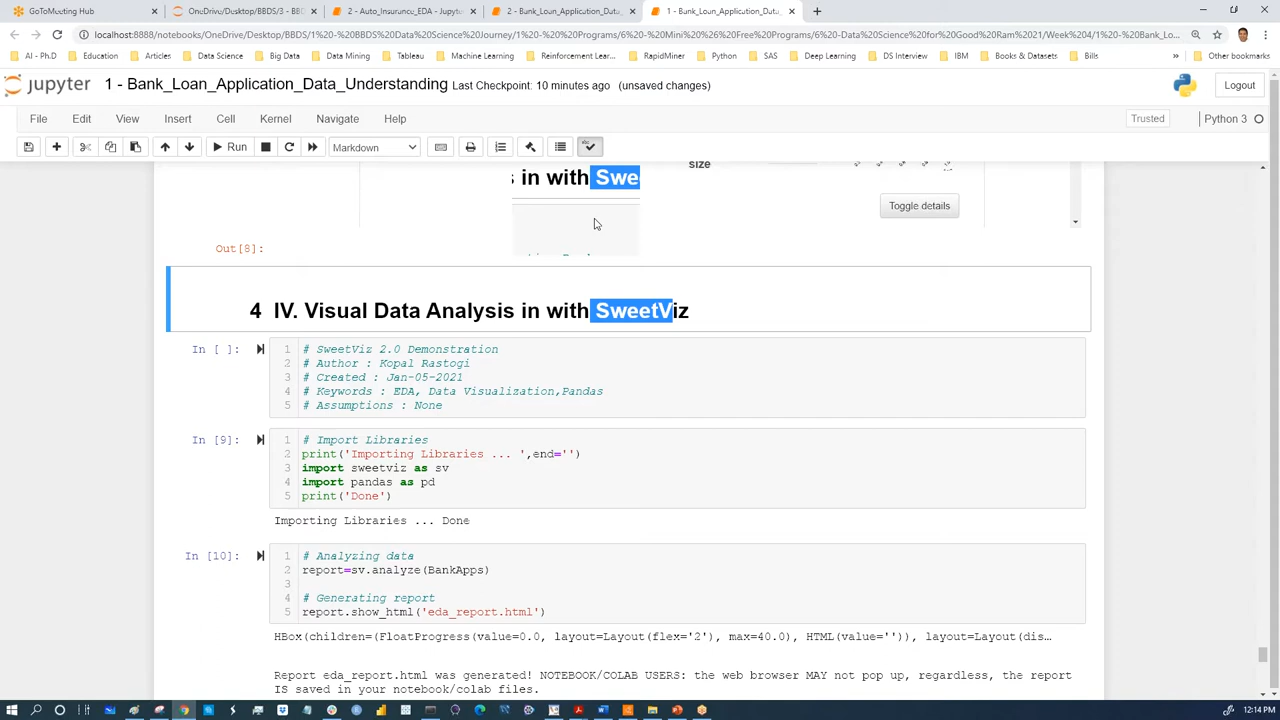 GoToMeeting Hub
OneDrive/Desktop/BBDS/3 - BBD
2 - Auto_Insuruncu_EDA - Jupyte
2 - Bank_Loan_Application_Data_
1 - Bank_Loan_Application_Data_
localhost:8888/notebooks/OneDrive/Desktop/BBDS/1%20-%20BBDS%20Data%20Science%20Journey/1%20-%20Programs/6%20-%20Mini%20%26%20Free%20Programs/6%20-Data%20Science%20for%20Good%20Ram%202021/Week%204/1%20-%20Bank_Lo...
AI - Ph.D
Education
Articles
Data Science
Big Data
Data Mining
Tableau
Machine Learning
Reinforcement Lear...
RapidMiner
Python
SAS
Deep Learning
DS Interview
IBM
Books & Datasets
Bills
Other bookmarks
jupyter 1 - Bank_Loan_Application_Data_Understanding Last Checkpoint: 10 minutes ago (unsaved changes)
Logout
File Edit View Insert Cell Kernel Navigate Help
Trusted
Python 3
Run
Markdown
s in with Swe
size
Toggle details
Out[8]:
4 IV. Visual Data Analysis in with SweetViz
In [ ]:
1 # SweetViz 2.0 Demonstration
2 # Author : Kopal Rastogi
3 # Created : Jan-05-2021
4 # Keywords : EDA, Data Visualization,Pandas
5 # Assumptions : None
In [9]:
1 # Import Libraries
2 print('Importing Libraries ... ',end='')
3 import sweetviz as sv
4 import pandas as pd
5 print('Done')
Importing Libraries ... Done
In [10]:
1 # Analyzing data
2 report=sv.analyze(BankApps)
3
4 # Generating report
5 report.show_html('eda_report.html')
HBox(children=(FloatProgress(value=0.0, layout=Layout(flex='2'), max=40.0), HTML(value='')), layout=Layout(dis…
Report eda_report.html was generated! NOTEBOOK/COLAB USERS: the web browser MAY not pop up, regardless, the report
IS saved in your notebook/colab files.
12:14 PM